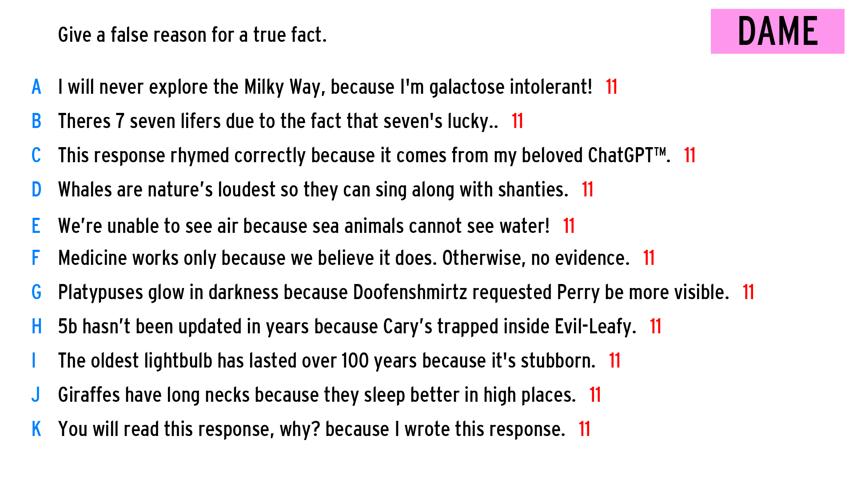 Give a false reason for a true fact.
DAME
A I will never explore the Milky Way, because I'm galactose intolerant! 11
B Theres 7 seven lifers due to the fact that seven's lucky.. 11
C This response rhymed correctly because it comes from my beloved ChatGPT™. 11
D Whales are nature’s loudest so they can sing along with shanties. 11
E We’re unable to see air because sea animals cannot see water! 11
F Medicine works only because we believe it does. Otherwise, no evidence. 11
G Platypuses glow in darkness because Doofenshmirtz requested Perry be more visible. 11
H 5b hasn’t been updated in years because Cary’s trapped inside Evil-Leafy. 11
I The oldest lightbulb has lasted over 100 years because it's stubborn. 11
J Giraffes have long necks because they sleep better in high places. 11
K You will read this response, why? because I wrote this response. 11